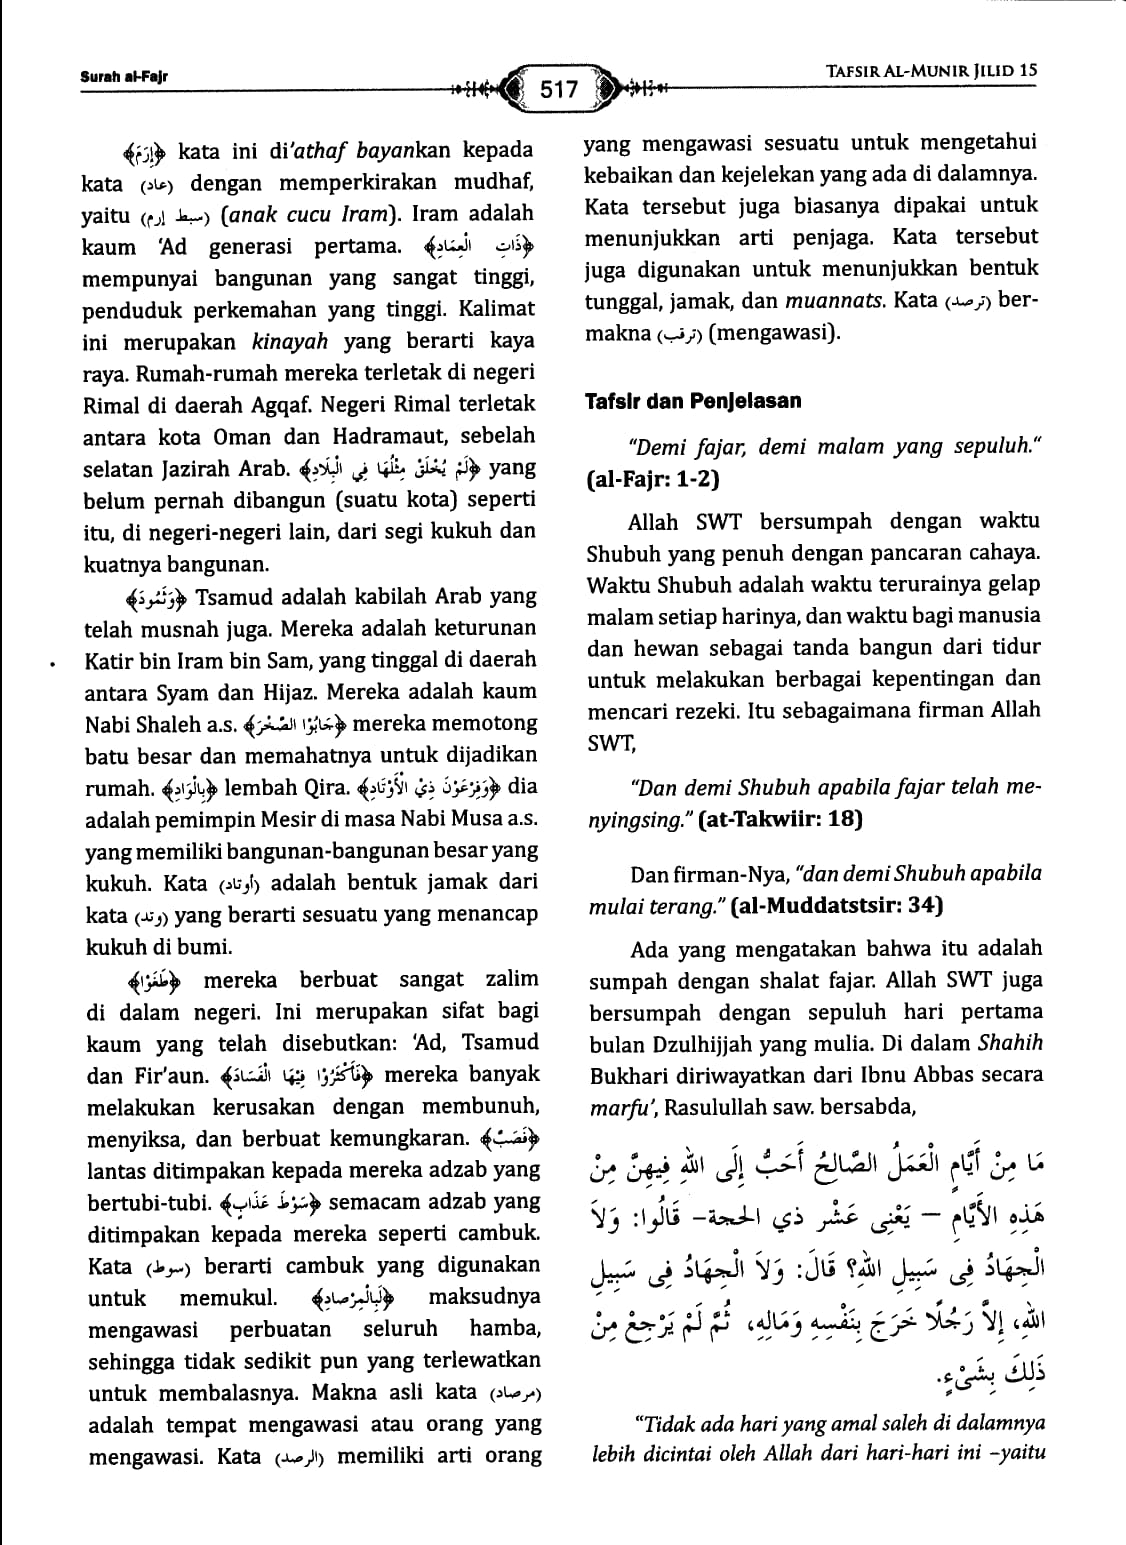 Surah al-Fajr
517
TAFSIR AL-MUNIR JILID 15
﴿إِرَمَ﴾ kata ini di’athaf bayankan kepada
kata (عاد) dengan memperkirakan mudhaf,
yaitu (سبط إرم) (anak cucu Iram). Iram adalah
kaum ‘Ad generasi pertama. ﴿ذَاتِ الْعِمَادِ﴾
mempunyai bangunan yang sangat tinggi,
penduduk perkemahan yang tinggi. Kalimat
ini merupakan kinayah yang berarti kaya
raya. Rumah-rumah mereka terletak di negeri
Rimal di daerah Agqaf. Negeri Rimal terletak
antara kota Oman dan Hadramaut, sebelah
selatan Jazirah Arab. ﴿لَمْ يُخْلَقْ مِثْلُهَا فِي الْبِلَادِ﴾ yang
belum pernah dibangun (suatu kota) seperti
itu, di negeri-negeri lain, dari segi kukuh dan
kuatnya bangunan.
﴿وَثَمُودَ﴾ Tsamud adalah kabilah Arab yang
telah musnah juga. Mereka adalah keturunan
Katir bin Iram bin Sam, yang tinggal di daerah
antara Syam dan Hijaz. Mereka adalah kaum
Nabi Shaleh a.s. ﴿جَابُوْا الصَّخْرَ﴾ mereka memotong
batu besar dan memahatnya untuk dijadikan
rumah. ﴿بِالْوَادِ﴾ lembah Qira. ﴿وَفِرْعَوْنَ ذِيْ الْأَوْتَادِ﴾ dia
adalah pemimpin Mesir di masa Nabi Musa a.s.
yang memiliki bangunan-bangunan besar yang
kukuh. Kata (أوتاد) adalah bentuk jamak dari
kata (وتد) yang berarti sesuatu yang menancap
kukuh di bumi.
﴿طَغَوْا﴾ mereka berbuat sangat zalim
di dalam negeri. Ini merupakan sifat bagi
kaum yang telah disebutkan: ‘Ad, Tsamud
dan Fir’aun. ﴿فَأَكْثَرُوْا فِيْهَا الْفَسَادَ﴾ mereka banyak
melakukan kerusakan dengan membunuh,
menyiksa, dan berbuat kemungkaran. ﴿فَصَبَّ﴾
lantas ditimpakan kepada mereka adzab yang
bertubi-tubi. ﴿سَوْطَ عَذَابٍ﴾ semacam adzab yang
ditimpakan kepada mereka seperti cambuk.
Kata (سوط) berarti cambuk yang digunakan
untuk memukul. ﴿لَبِالْمِرْصَادِ﴾ maksudnya
mengawasi perbuatan seluruh hamba,
sehingga tidak sedikit pun yang terlewatkan
untuk membalasnya. Makna asli kata (مرصاد)
adalah tempat mengawasi atau orang yang
mengawasi. Kata (الرصد) memiliki arti orang
yang mengawasi sesuatu untuk mengetahui
kebaikan dan kejelekan yang ada di dalamnya.
Kata tersebut juga biasanya dipakai untuk
menunjukkan arti penjaga. Kata tersebut
juga digunakan untuk menunjukkan bentuk
tunggal, jamak, dan muannats. Kata (ترصد) ber-
makna (ترقب) (mengawasi).
Tafsir dan Penjelasan
“Demi fajar, demi malam yang sepuluh.“
(al-Fajr: 1-2)
Allah SWT bersumpah dengan waktu
Shubuh yang penuh dengan pancaran cahaya.
Waktu Shubuh adalah waktu terurainya gelap
malam setiap harinya, dan waktu bagi manusia
dan hewan sebagai tanda bangun dari tidur
untuk melakukan berbagai kepentingan dan
mencari rezeki. Itu sebagaimana firman Allah
SWT,
“Dan demi Shubuh apabila fajar telah me-
nyingsing.” (at-Takwiir: 18)
Dan firman-Nya, “dan demi Shubuh apabila
mulai terang.” (al-Muddatstsir: 34)
Ada yang mengatakan bahwa itu adalah
sumpah dengan shalat fajar. Allah SWT juga
bersumpah dengan sepuluh hari pertama
bulan Dzulhijjah yang mulia. Di dalam Shahih
Bukhari diriwayatkan dari Ibnu Abbas secara
marfu’, Rasulullah saw. bersabda,
مَا مِنْ أَيَّامٍ الْعَمَلُ الصَّالِحُ أَحَبُّ إِلَى اللهِ فِيهِنَّ مِنْ
هَذِهِ الأَيَّامِ – يَعْنِى عَشْر ذي الحجة– قَالُوا: وَلاَ
الْجِهَادُ فِى سَبِيلِ اللهِ؟ قَالَ: وَلاَ الْجِهَادُ فِى سَبِيلِ
اللهِ، إِلاَّ رَجُلًا خَرَجَ بِنَفْسِهِ وَمَالِهِ، ثُمَّ لَمْ يَرْجِعْ مِنْ
ذَلِكَ بِشَىْءٍ.
“Tidak ada hari yang amal saleh di dalamnya
lebih dicintai oleh Allah dari hari-hari ini –yaitu